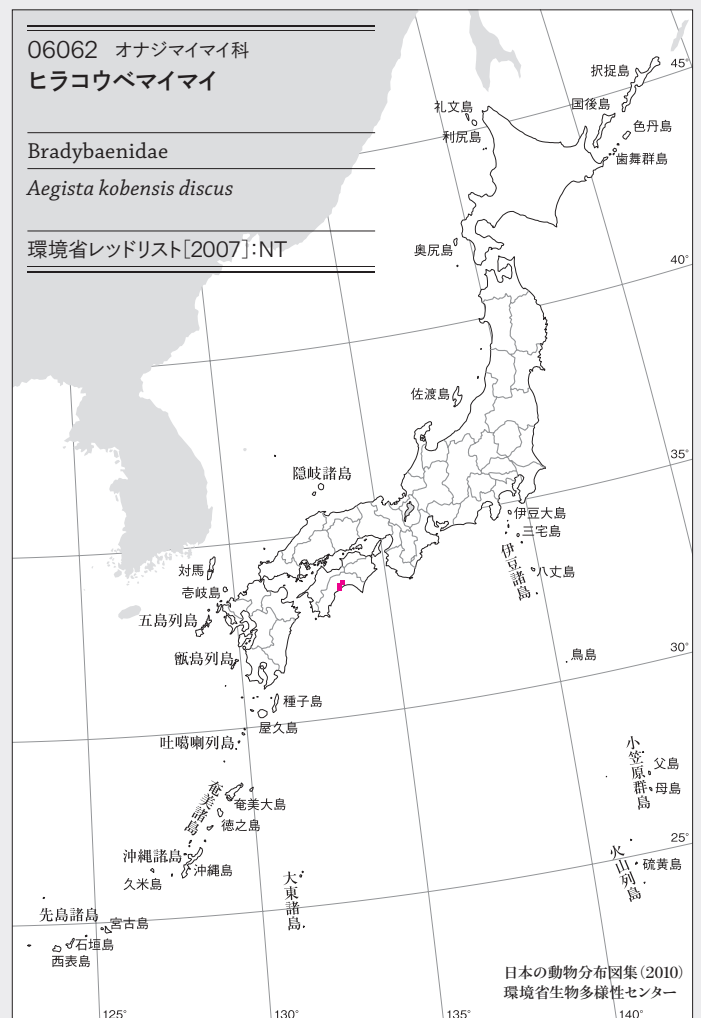 06062 オナジマイマイ科
ヒラコウベマイマイ
Bradybaenidae
Aegista kobensis discus
環境省レッドリスト[2007]:NT
45°
択捉島
国後島
礼文島
色丹島
利尻島
歯舞群島
奥尻島
40°
佐渡島
35°
隠岐諸島
伊豆大島
三宅島
伊豆諸島
八丈島
対馬
壱岐島
五島列島
甑島列島
鳥島
30°
種子島
屋久島
吐噶喇列島
小笠原群島
父島
母島
奄美諸島
奄美大島
徳之島
25°
沖縄諸島
沖縄島
久米島
火山列島
硫黄島
大東諸島
先島諸島
宮古島
石垣島
西表島
日本の動物分布図集(2010)
環境省生物多様性センター
125°
130°
135°
140°